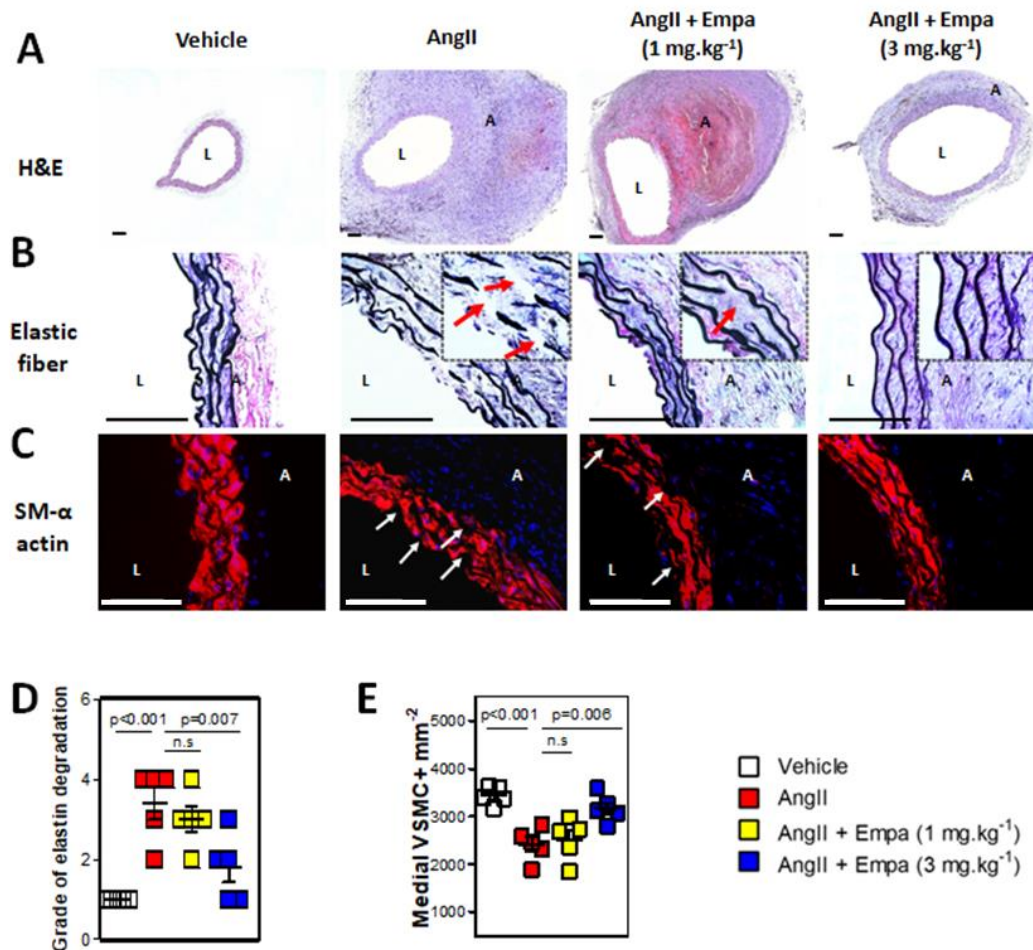 A
Vehicle
AngII
AngII + Empa
(1 mg.kg⁻¹)
AngII + Empa
(3 mg.kg⁻¹)
H&E
L
L
A
L
A
L
A
B
Elastic
fiber
L
A
L
A
L
A
L
A
C
SM-α
actin
L
A
L
A
L
A
L
A
D
Grade of elastin degradation
6
4
2
0
p<0.001
p=0.007
n.s
E
Medial VSMC+ mm⁻²
5000
4000
3000
2000
1000
p<0.001
p=0.006
n.s
Vehicle
AngII
AngII + Empa (1 mg.kg⁻¹)
AngII + Empa (3 mg.kg⁻¹)